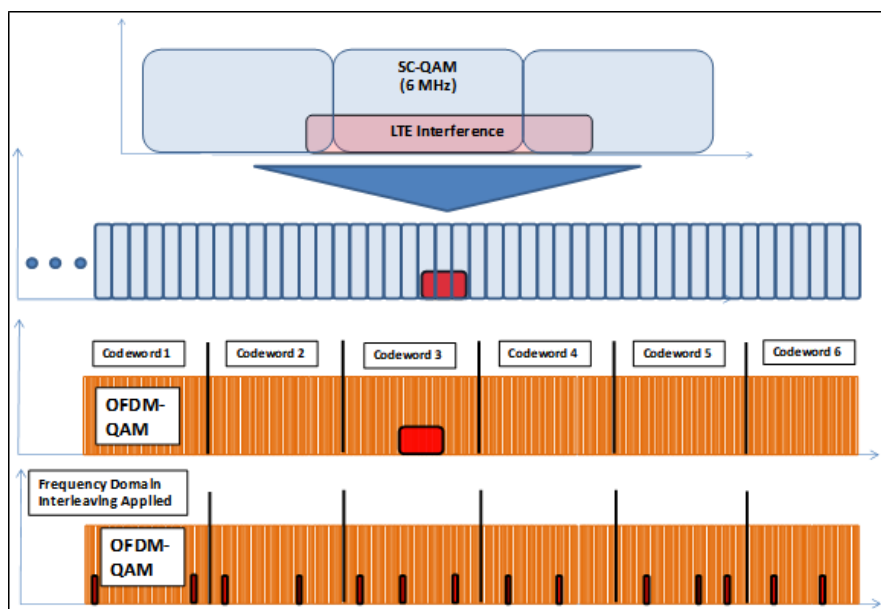 SC-QAM
(6 MHz)
LTE Interference
Codeword 1
Codeword 2
Codeword 3
Codeword 4
Codeword 5
Codeword 6
OFDM-
QAM
Frequency Domain
Interleaving Applied
OFDM-
QAM